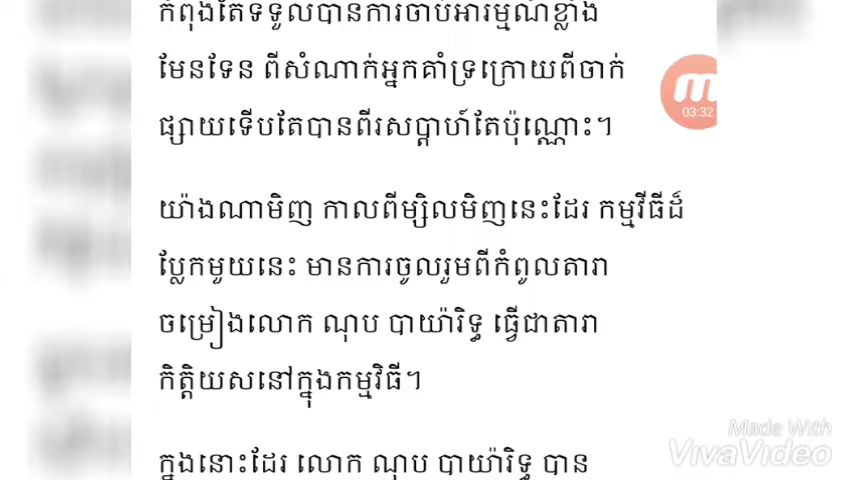 កំពុងតែទទួលបានការចាប់អារម្មណ៍ខ្លាំង
មែនទែន ពីសំណាក់អ្នកគាំទ្រក្រោយពីចាក់
ផ្សាយទើបតែបានពីរសប្ដាហ៍តែប៉ុណ្ណោះ។
យ៉ាងណាមិញ កាលពីម្សិលមិញនេះដែរ កម្មវីធីដ៏
ប្លែកមួយនេះ មានការចូលរួមពីកំពូលតារា
ចម្រៀងលោក ណុប បាយ៉ារិទ្ធ ធ្វើជាតារា
កិត្តិយសនៅក្នុងកម្មវិធី។
ក្នុងនោះដែរ លោក ណុប បាយ៉ារិទ្ធ បាន
03:32
Made With
VivaVideo